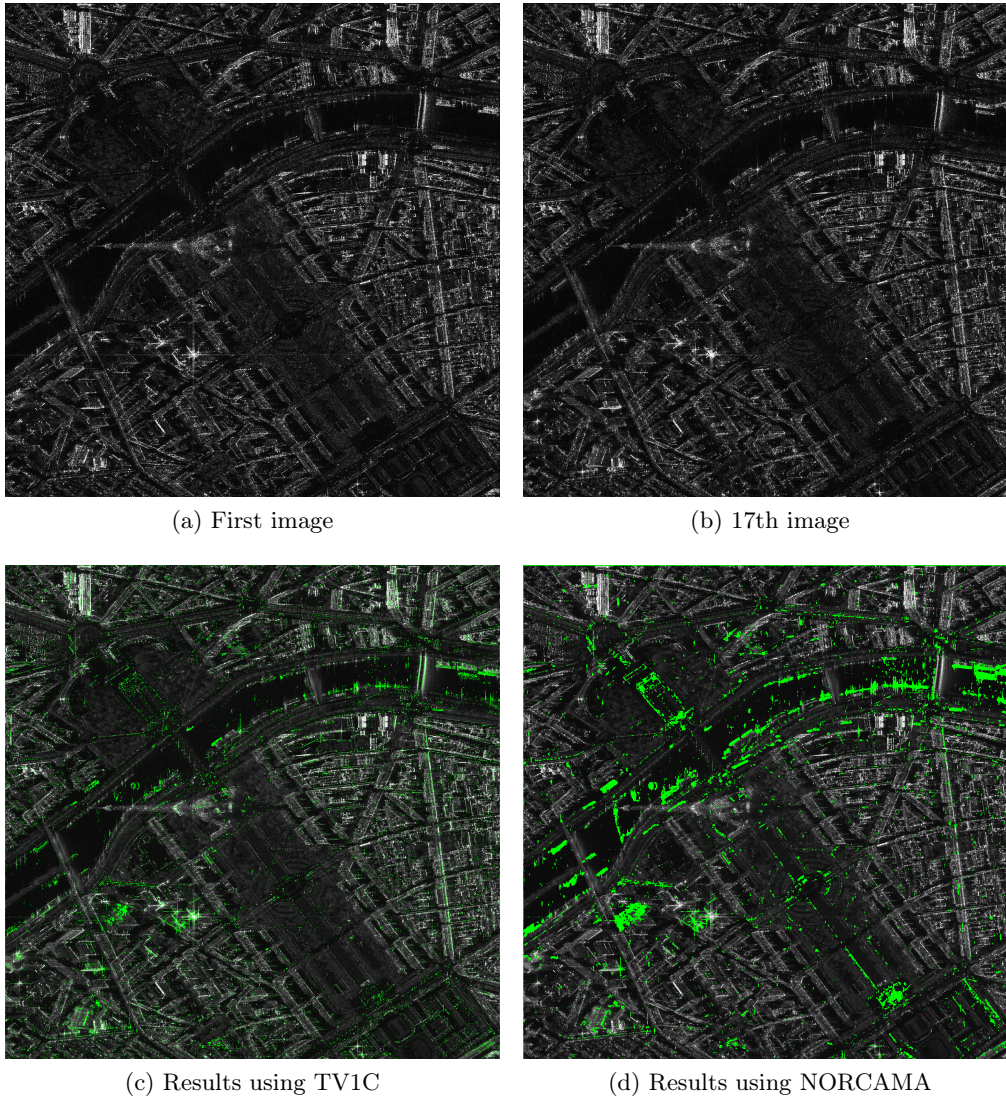 (a) First image
(b) 17th image
(c) Results using TV1C
(d) Results using NORCAMA